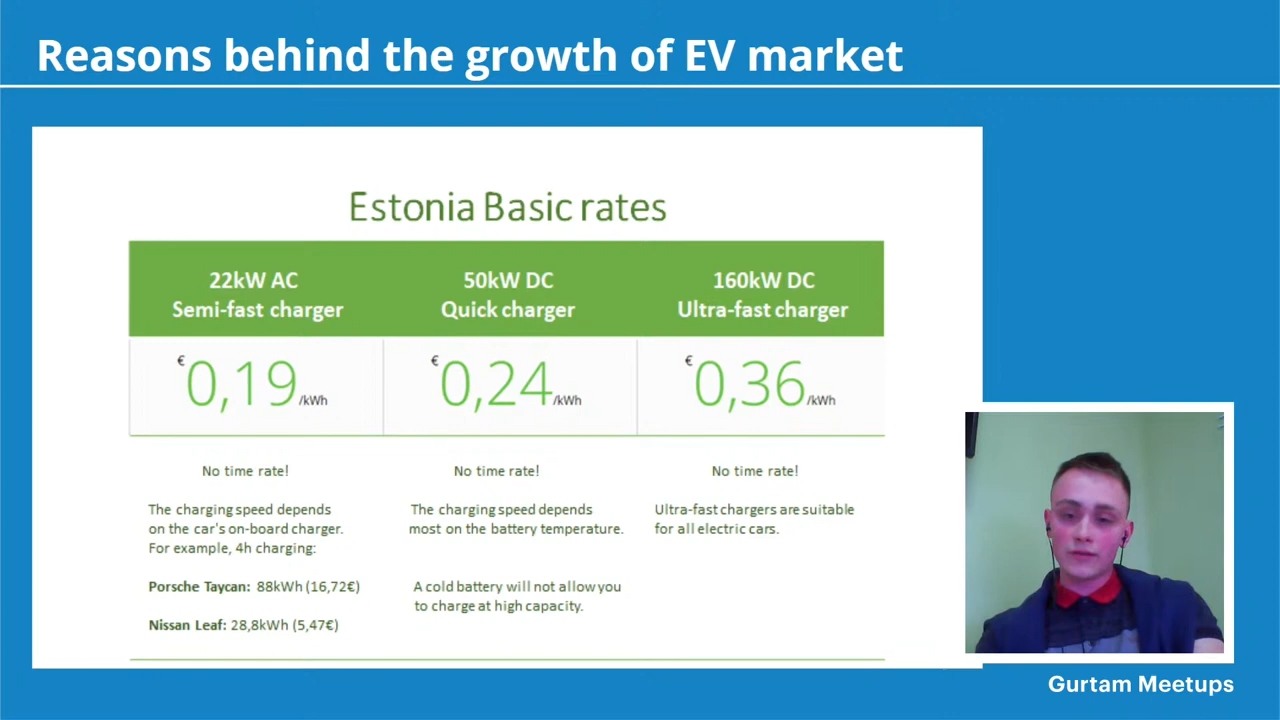 Reasons behind the growth of EV market
Estonia Basic rates
22kW AC
Semi-fast charger
50kW DC
Quick charger
160kW DC
Ultra-fast charger
€0,19/kWh
€0,24/kWh
€0,36/kWh
No time rate!
The charging speed depends
on the car's on-board charger.
For example, 4h charging:
Porsche Taycan: 88kWh (16,72€)
Nissan Leaf: 28,8kWh (5,47€)
No time rate!
The charging speed depends
most on the battery temperature.
A cold battery will not allow you
to charge at high capacity.
No time rate!
Ultra-fast chargers are suitable
for all electric cars.
Gurtam Meetups